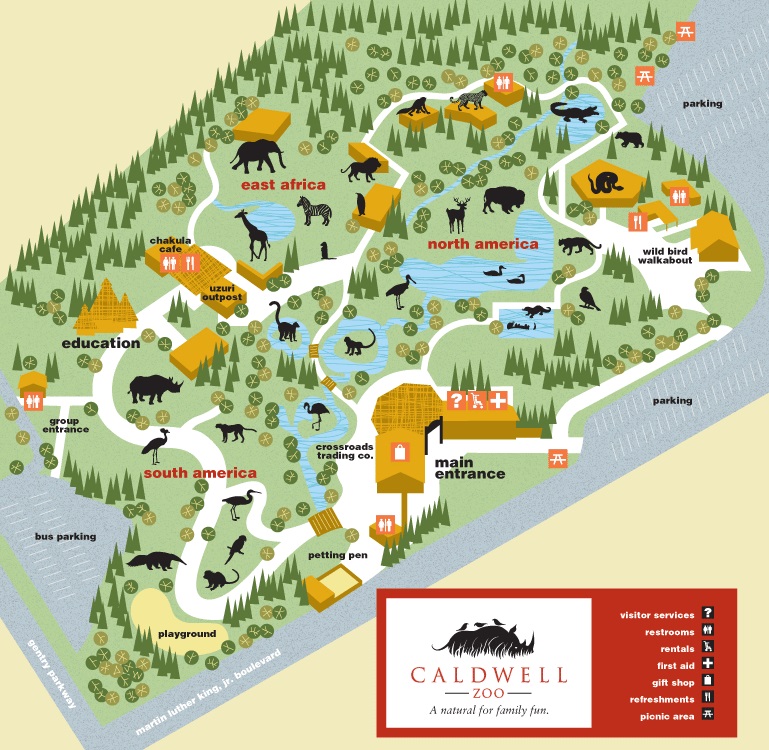 parking
east africa
chakula
cafe
north america
wild bird
walkabout
uzuri
outpost
education
parking
group
entrance
crossroads
trading co.
main
entrance
south america
bus parking
petting pen
playground
gentry parkway
martin luther king, jr. boulevard
CALDWELL
ZOO
A natural for family fun.
visitor services ?
restrooms
rentals
first aid
gift shop
refreshments
picnic area
?